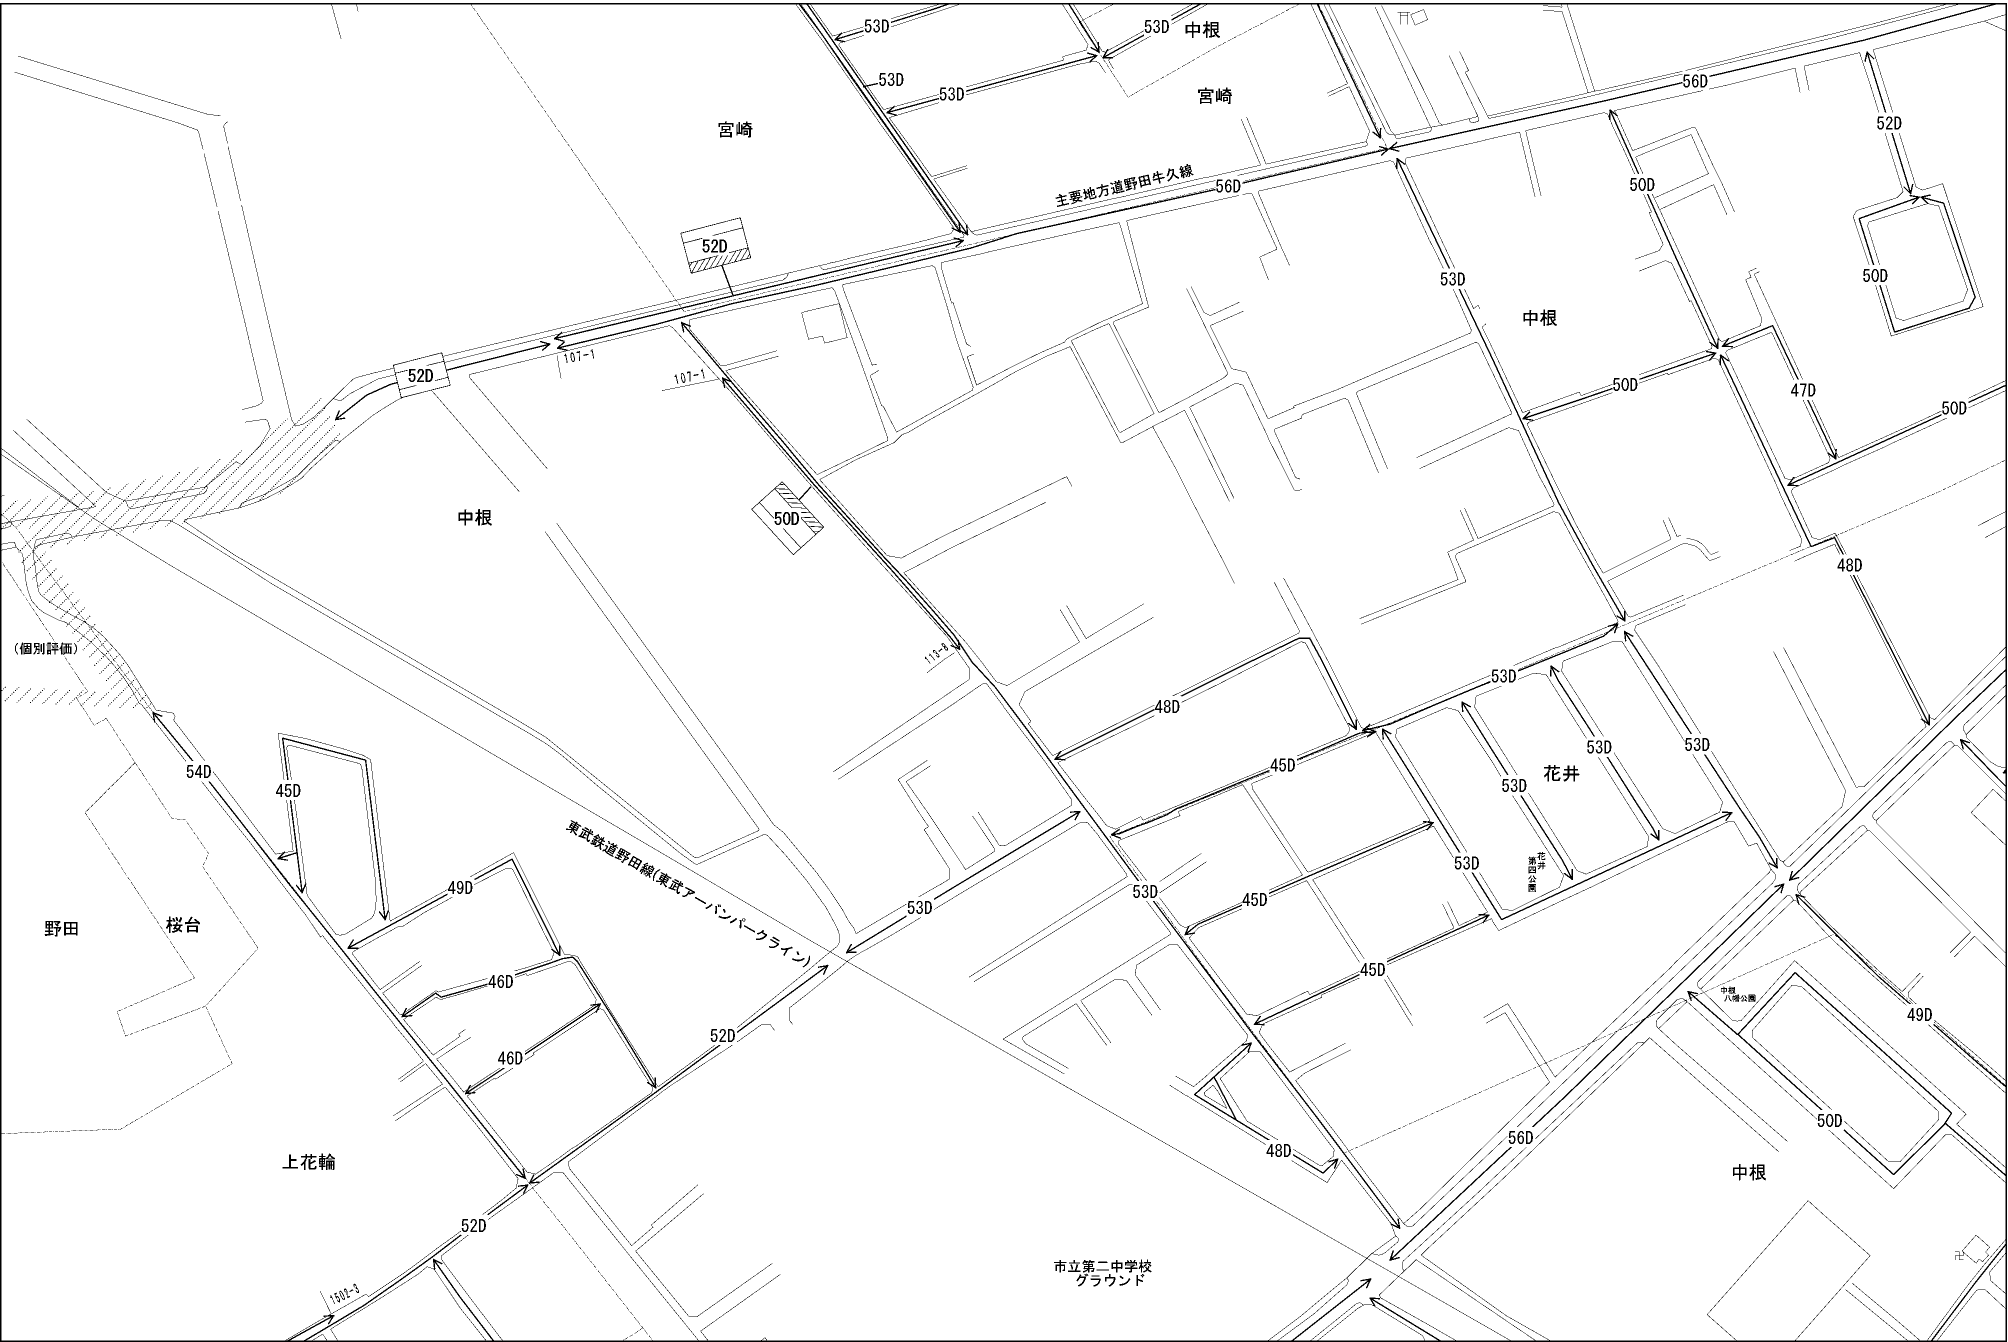 53D
53D
中根
53D
53D
宮崎
56D
宮崎
52D
主要地方道野田牛久線
56D
50D
52D
53D
50D
中根
107-1
107-1
52D
50D
47D
50D
中根
50D
48D
(個別評価)
113-8
53D
48D
53D
53D
54D
45D
花井
53D
45D
東武鉄道野田線(東武アーバンパークライン)
花井
第四公園
53D
49D
53D
45D
53D
野田
桜台
46D
45D
中根
八幡公園
49D
52D
46D
50D
56D
48D
上花輪
中根
52D
市立第二中学校
グラウンド
1502-3